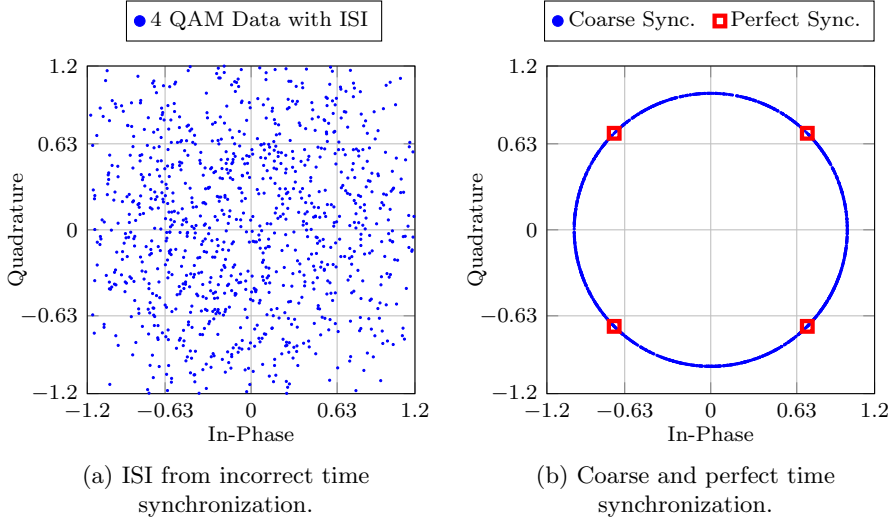 4 QAM Data with ISI
1.2
0.63
0
−0.63
−1.2
Quadrature
−1.2 −0.63 0 0.63 1.2
In-Phase
(a) ISI from incorrect time
synchronization.
Coarse Sync. Perfect Sync.
1.2
0.63
0
−0.63
−1.2
Quadrature
−1.2 −0.63 0 0.63 1.2
In-Phase
(b) Coarse and perfect time
synchronization.